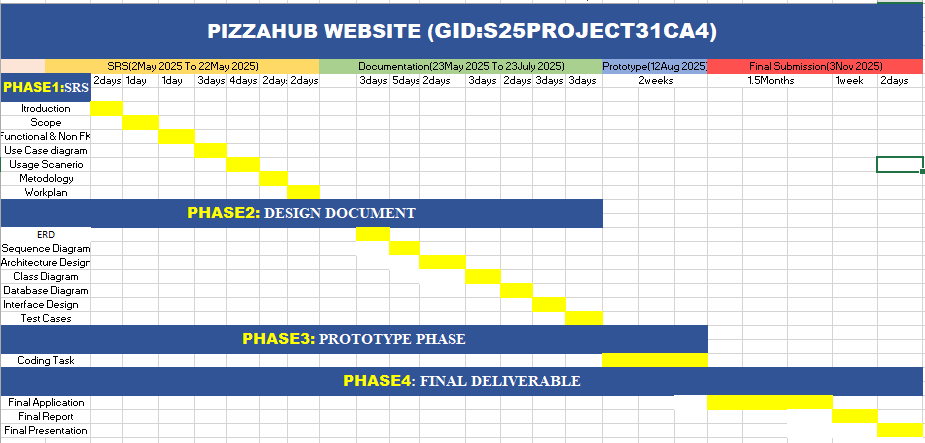 PIZZAHUB WEBSITE (GID:S25PROJECT31CA4)
SRS(2May 2025 To 22May 2025) Documentation(23May 2025 To 23July 2025) Prototype(12Aug 2025) Final Submission(3Nov 2025)
2days 1day 1day 3days 4days 2day: 2days 3days 5days 2days 3days 2days 3days 3days 2weeks 1.5Months 1week 2days
PHASE1:SRS
Itroduction
Scope
Functional & Non FR
Use Case diagram
Usage Scanerio
Metodology
Workplan
PHASE2: DESIGN DOCUMENT
ERD
Sequence Diagram
Architecture Design
Class Diagram
Database Diagram
Interface Design
Test Cases
PHASE3: PROTOTYPE PHASE
Coding Task
PHASE4: FINAL DELIVERABLE
Final Application
Final Report
Final Presentation